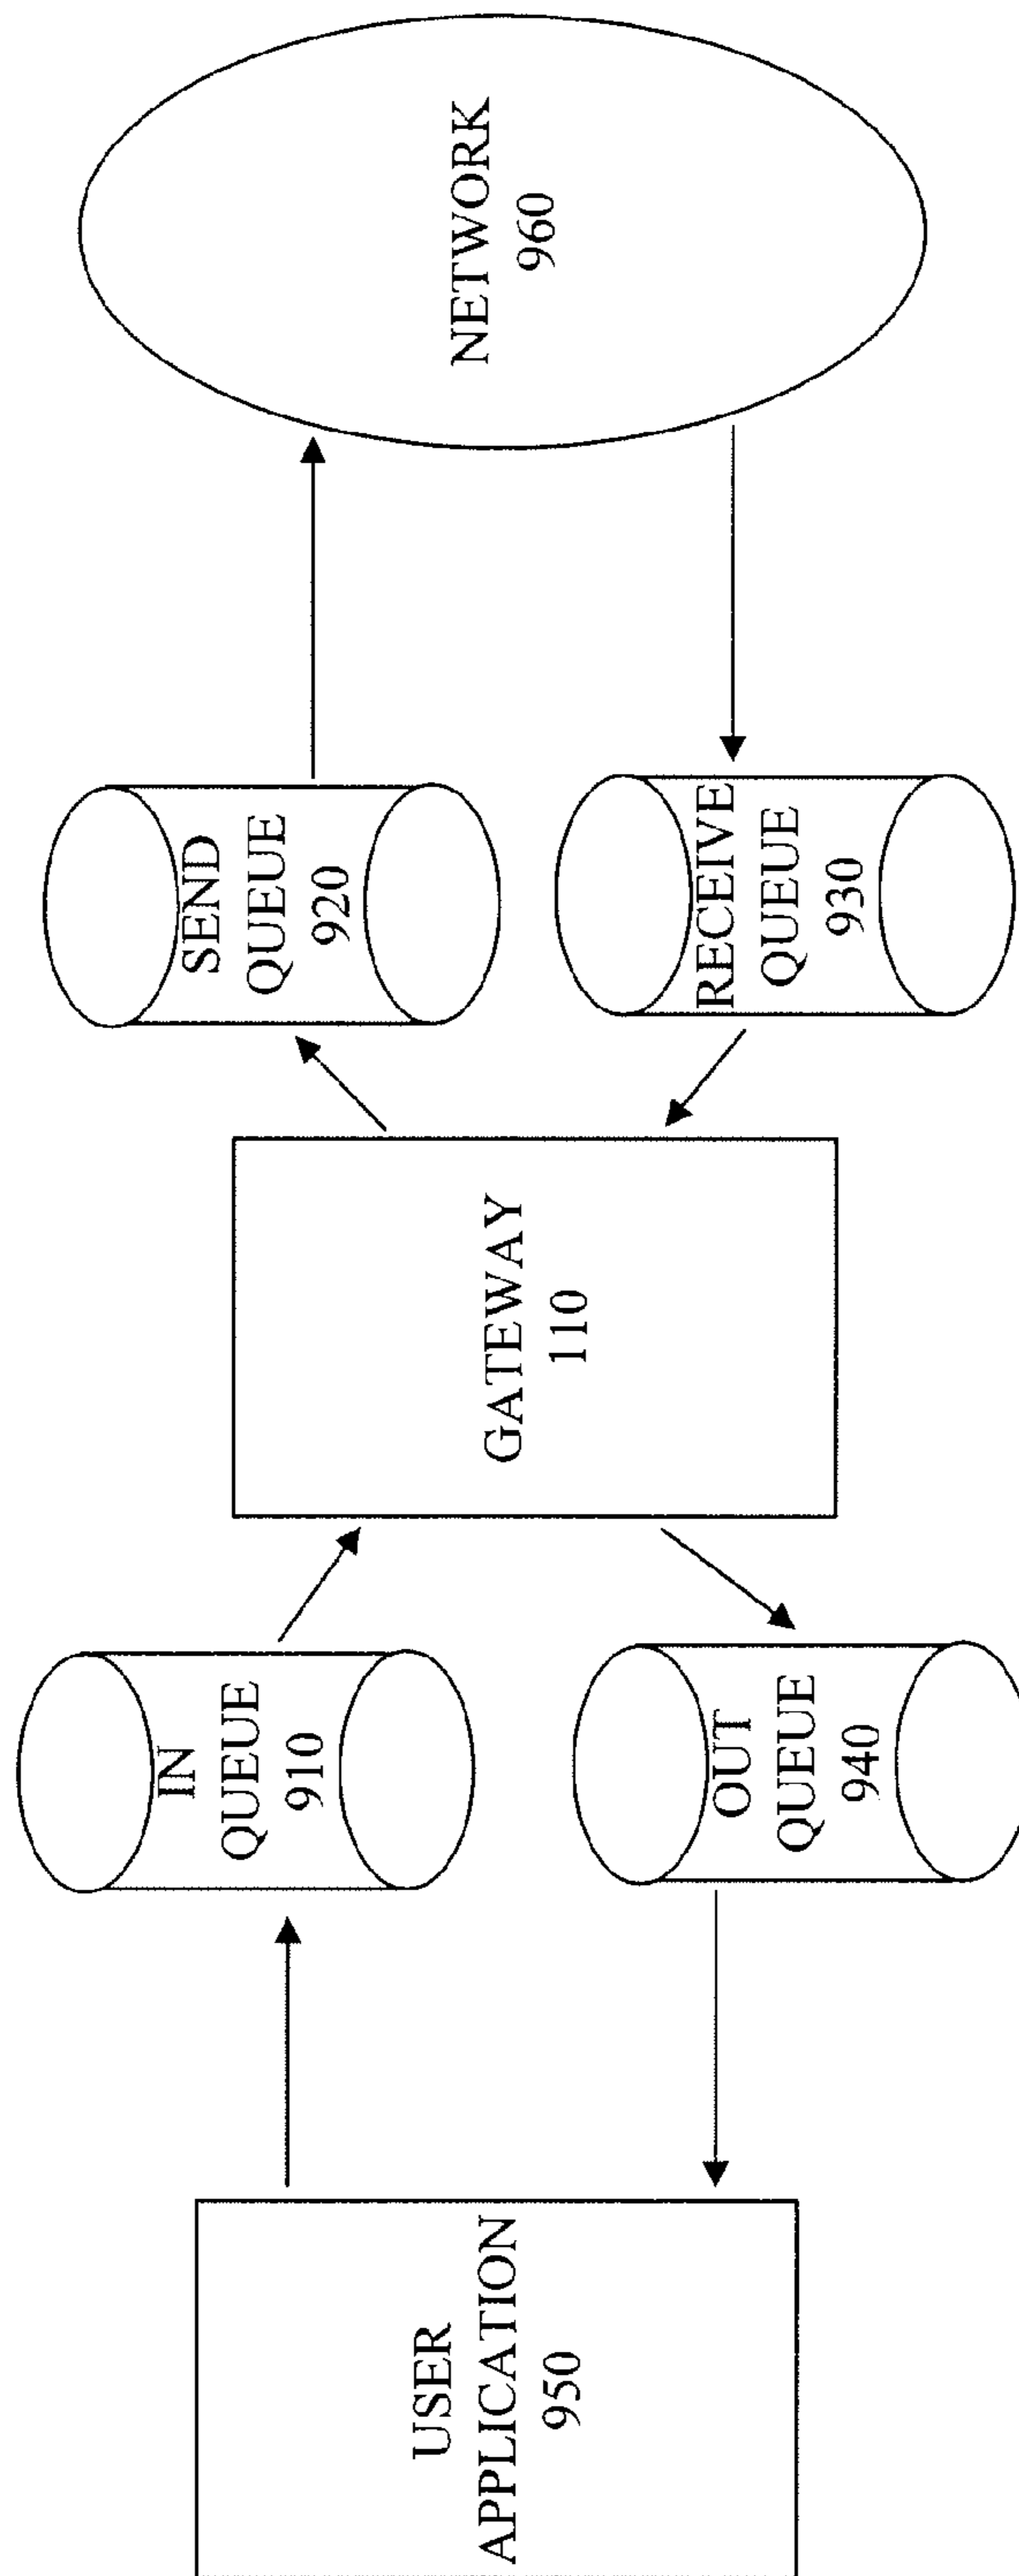 USER
APPLICATION
950
IN
QUEUE
910
OUT
QUEUE
940
GATEWAY
110
SEND
QUEUE
920
RECEIVE
QUEUE
930
NETWORK
960